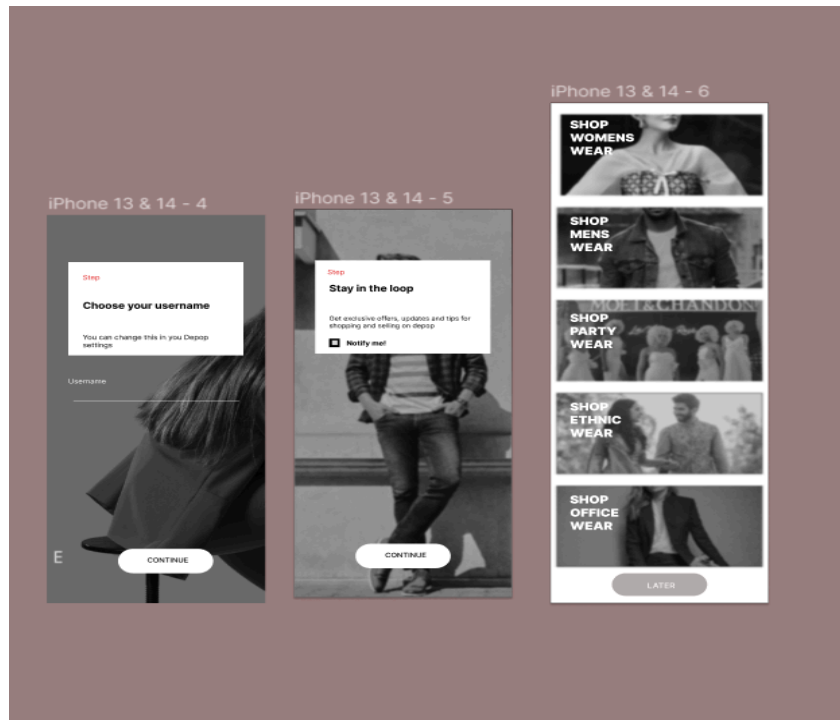 iPhone 13 & 14 - 4
Step
Choose your username
You can change this in you Depop
settings
Username
E
CONTINUE
iPhone 13 & 14 - 5
Step
Stay in the loop
Get exclusive offers, updates and tips for
shopping and selling on depop
Notify me!
CONTINUE
iPhone 13 & 14 - 6
SHOP
WOMENS
WEAR
SHOP
MENS
WEAR
MOET & CHANDON
SHOP
PARTY
WEAR
SHOP
ETHNIC
WEAR
SHOP
OFFICE
WEAR
LATER